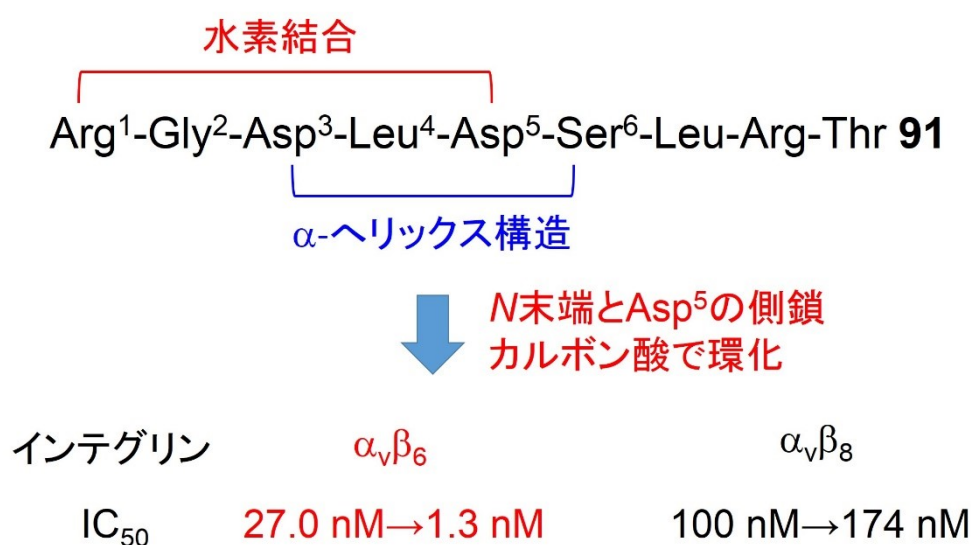 水素結合
Arg¹-Gly²-Asp³-Leu⁴-Asp⁵-Ser⁶-Leu-Arg-Thr 91
α-ヘリックス構造
N末端とAsp⁵の側鎖
カルボン酸で環化
インテグリン αᵥβ₆ αᵥβ₈
IC₅₀ 27.0 nM→1.3 nM 100 nM→174 nM